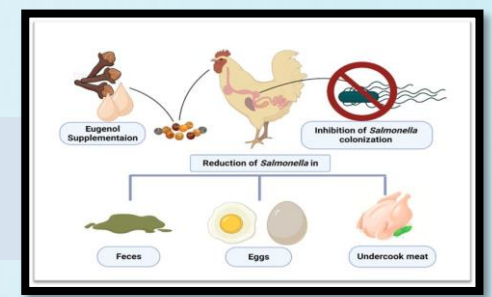 Eugenol
Supplementaion
Inhibition of Salmonella
colonization
Reduction of Salmonella in
Feces
Eggs
Undercook meat